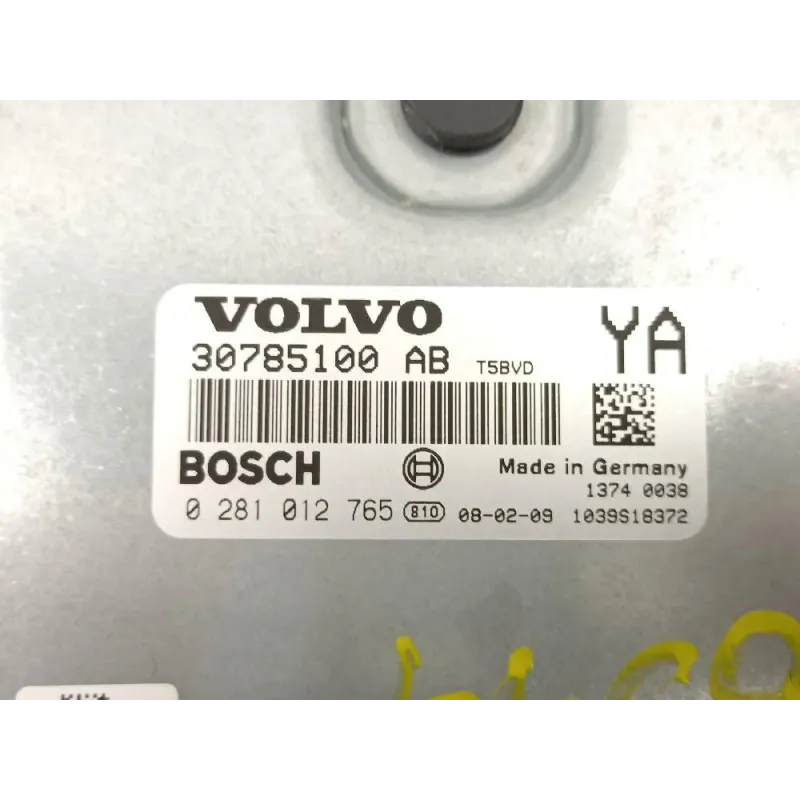 VOLVO
30785100 AB T5BVD
YA
BOSCH
Made in Germany
1374 0038
0 281 012 765 810 08-02-09 1039S18372